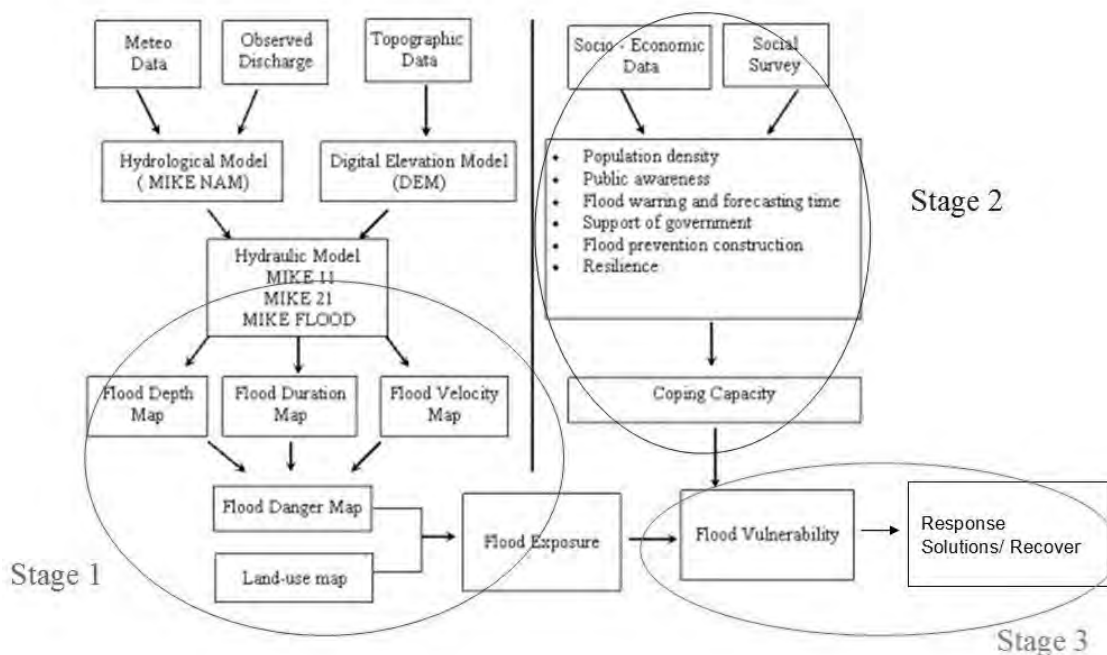 Meteo
Data
Observed
Discharge
Topographic
Data
Hydrological Model
( MIKE NAM)
Digital Elevation Model
(DEM)
Hydraulic Model
MIKE 11
MIKE 21
MIKE FLOOD
Flood Depth
Map
Flood Duration
Map
Flood Velocity
Map
Flood Danger Map
Land-use map
Stage 1
Flood Exposure
Socio - Economic
Data
Social
Survey
• Population density
• Public awareness
• Flood warring and forecasting time
• Support of government
• Flood prevention construction
• Resilience
Stage 2
Coping Capacity
Flood Vulnerability
Response
Solutions/ Recover
Stage 3